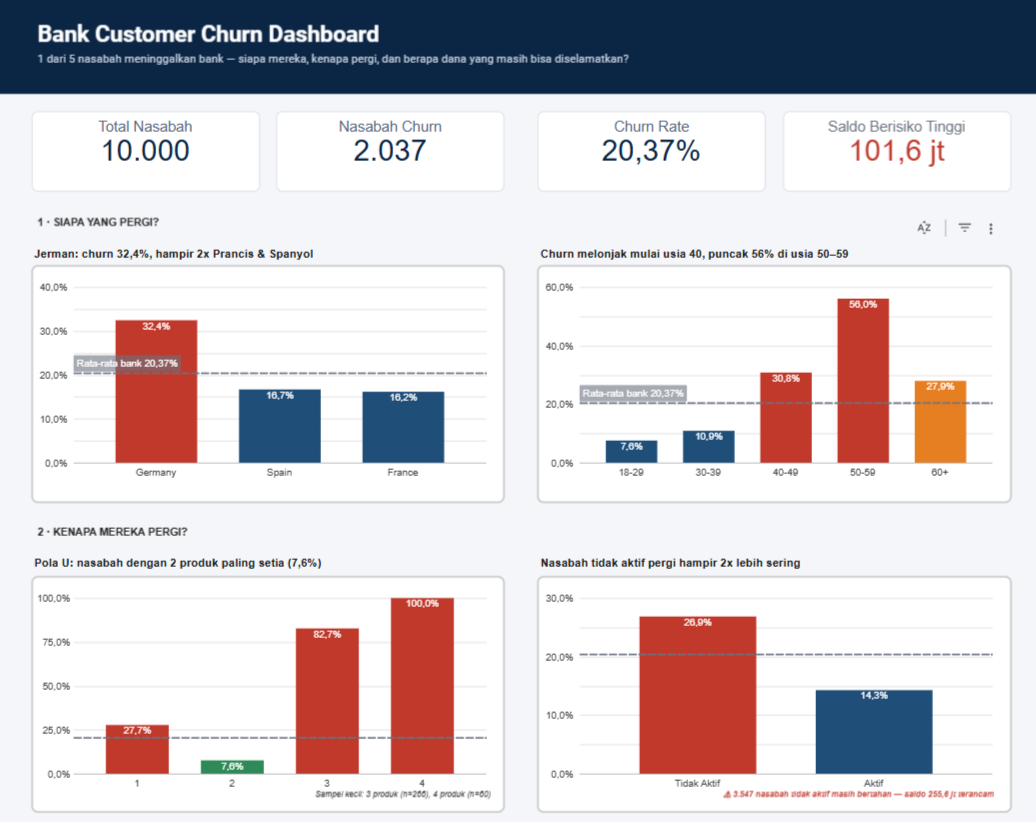 Bank Customer Churn Dashboard
1 dari 5 nasabah meninggalkan bank — siapa mereka, kenapa pergi, dan berapa dana yang masih bisa diselamatkan?
Total Nasabah
10.000
Nasabah Churn
2.037
Churn Rate
20,37%
Saldo Berisiko Tinggi
101,6 jt
1 · SIAPA YANG PERGI?
AZ
Jerman: churn 32,4%, hampir 2x Prancis & Spanyol
40,0%
30,0%
20,0%
10,0%
0,0%
32,4%
Rata-rata bank 20,37%
16,7%
16,2%
Germany
Spain
France
Churn melonjak mulai usia 40, puncak 56% di usia 50–59
60,0%
40,0%
20,0%
0,0%
56,0%
30,8%
27,9%
Rata-rata bank 20,37%
10,9%
7,6%
18-29
30-39
40-49
50-59
60+
2 · KENAPA MEREKA PERGI?
Pola U: nasabah dengan 2 produk paling setia (7,6%)
100,0%
75,0%
50,0%
25,0%
0,0%
27,7%
7,6%
82,7%
100,0%
1
2
3
4
Sampel kecil: 3 produk (n=266), 4 produk (n=60)
Nasabah tidak aktif pergi hampir 2x lebih sering
30,0%
20,0%
10,0%
0,0%
26,9%
14,3%
Tidak Aktif
Aktif
⚠ 3.547 nasabah tidak aktif masih bertahan — saldo 255,6 jt terancam